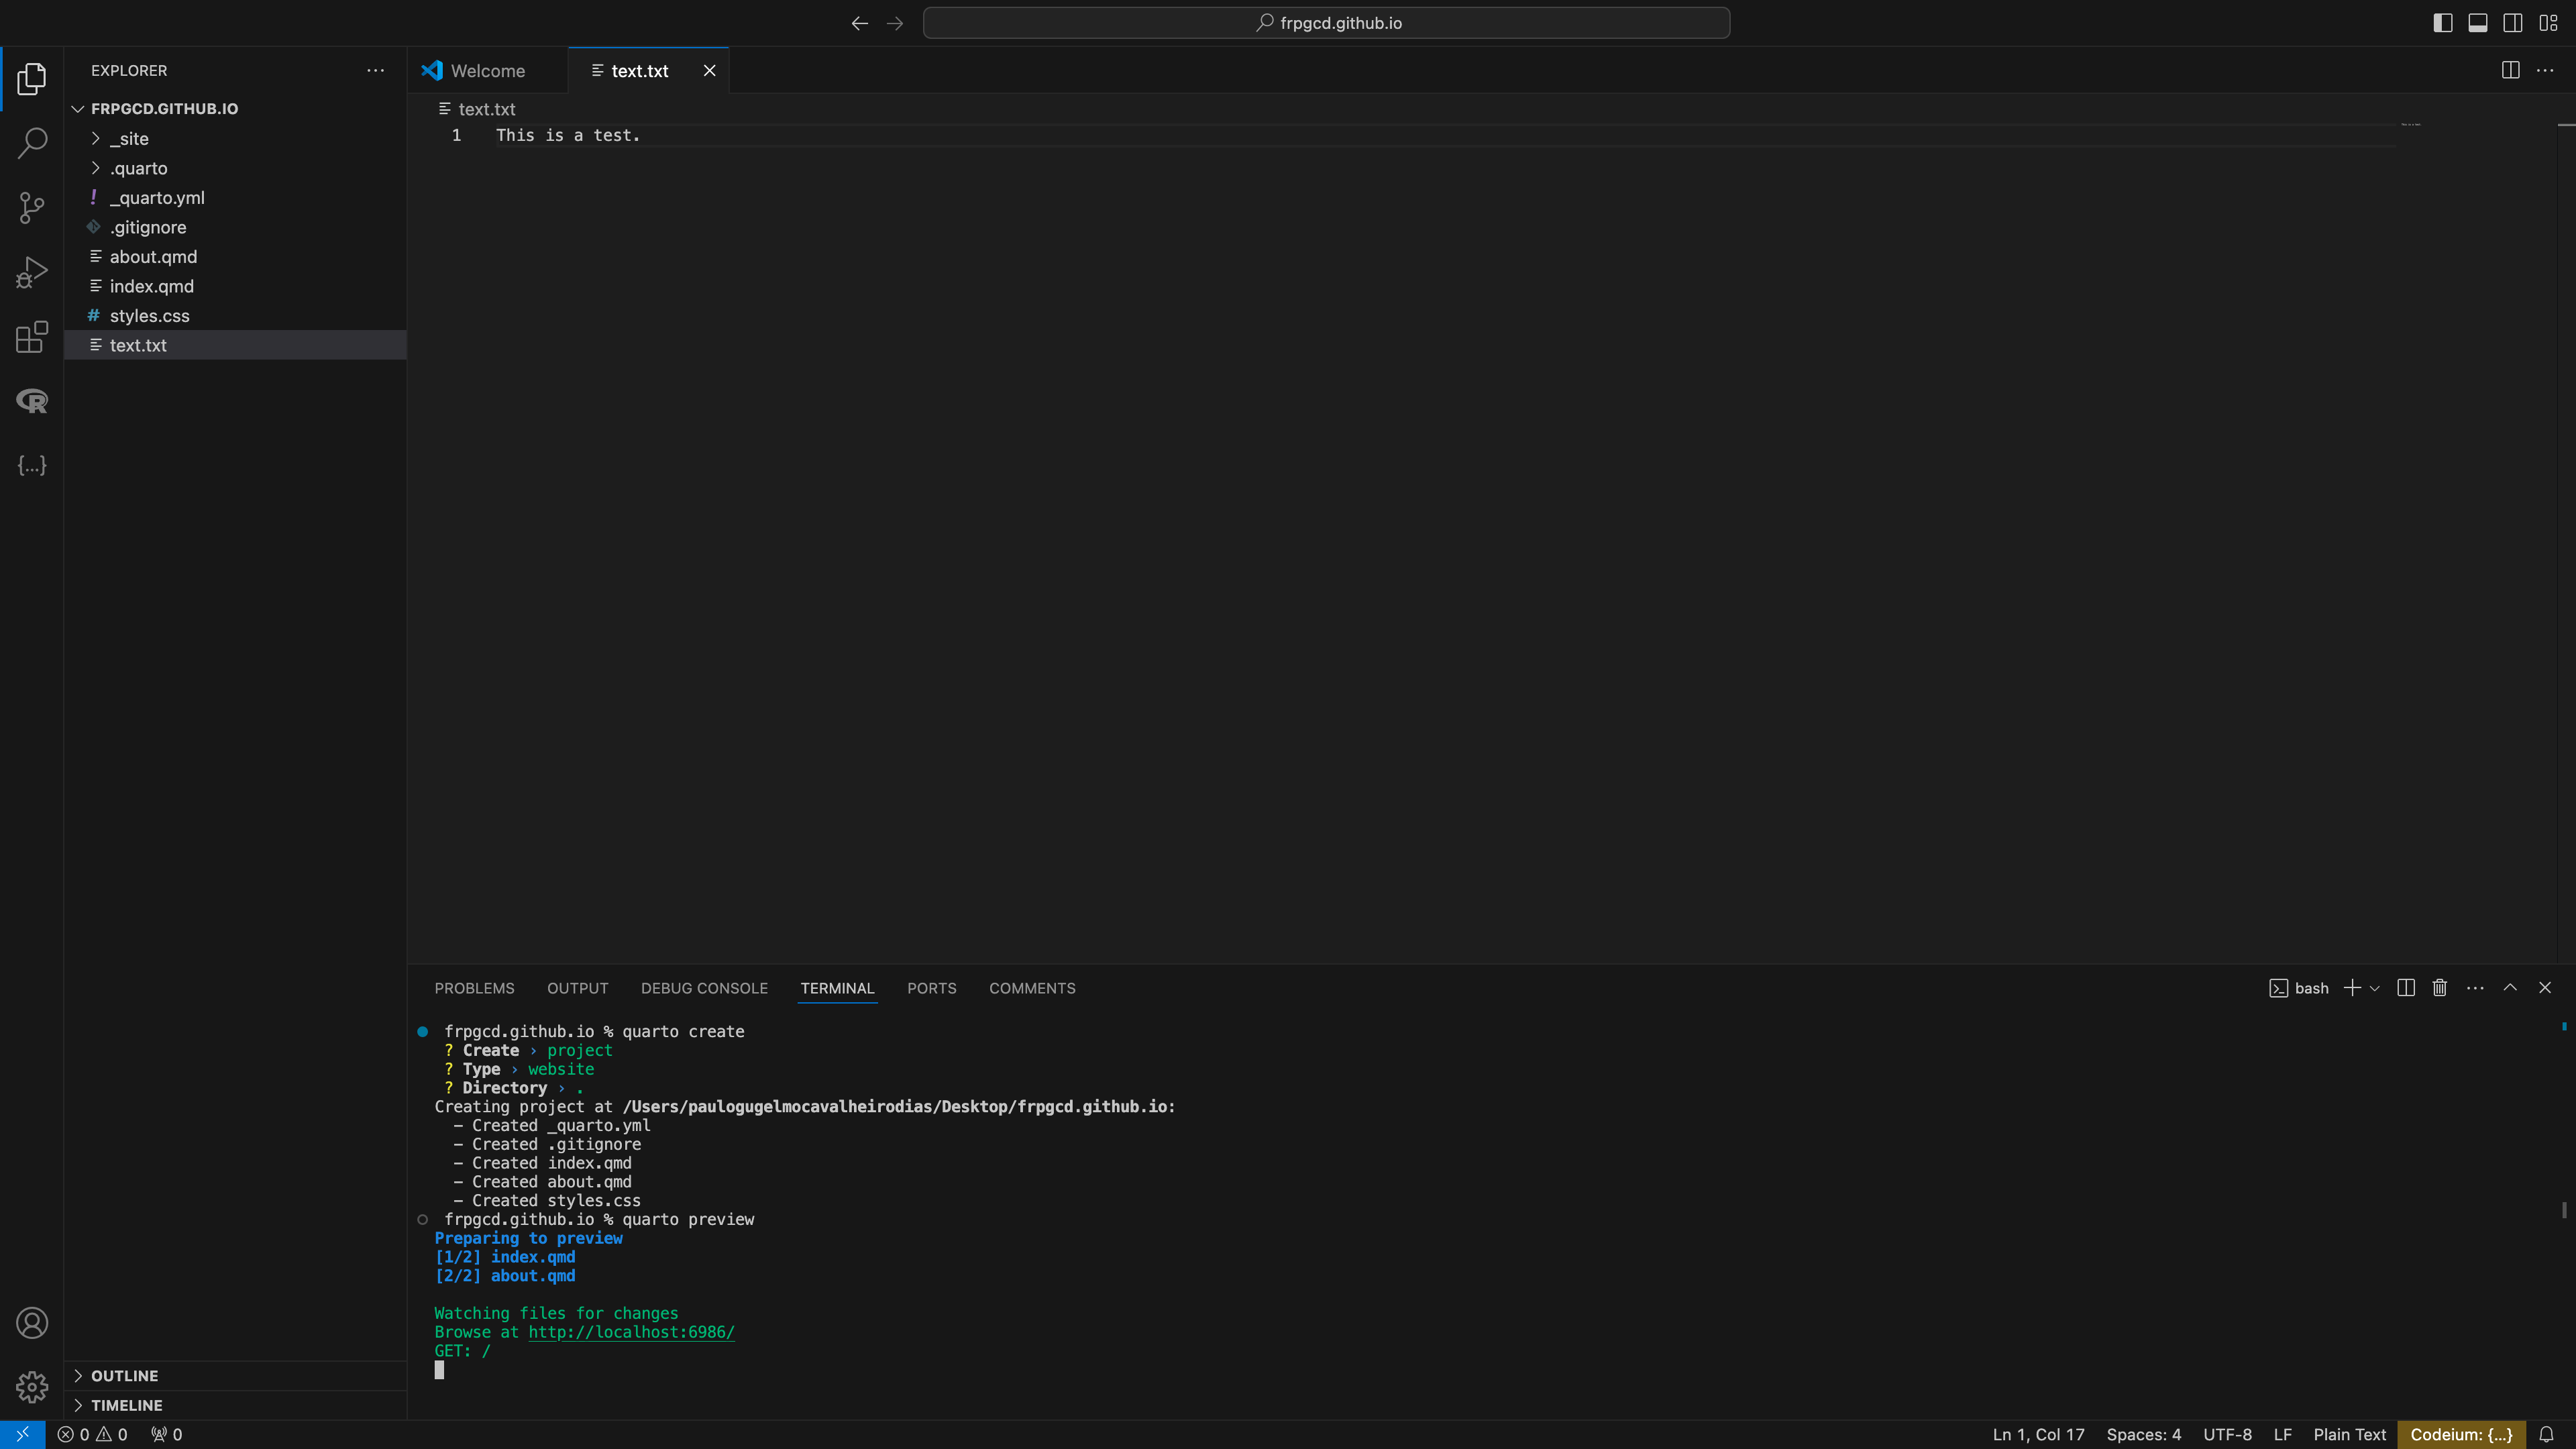 frpgcd.github.io
EXPLORER
FRPGCD.GITHUB.IO
_site
.quarto
! _quarto.yml
.gitignore
about.qmd
index.qmd
# styles.css
text.txt
{...}
OUTLINE
TIMELINE
Welcome
text.txt
text.txt
1 This is a test.
PROBLEMS OUTPUT DEBUG CONSOLE TERMINAL PORTS COMMENTS
bash
frpgcd.github.io % quarto create
? Create › project
? Type › website
? Directory › .
Creating project at /Users/paulogugelmocavalheirodias/Desktop/frpgcd.github.io:
- Created _quarto.yml
- Created .gitignore
- Created index.qmd
- Created about.qmd
- Created styles.css
frpgcd.github.io % quarto preview
Preparing to preview
[1/2] index.qmd
[2/2] about.qmd
Watching files for changes
Browse at http://localhost:6986/
GET: /
0 0 0 Ln 1, Col 17 Spaces: 4 UTF-8 LF Plain Text Codeium: {...}